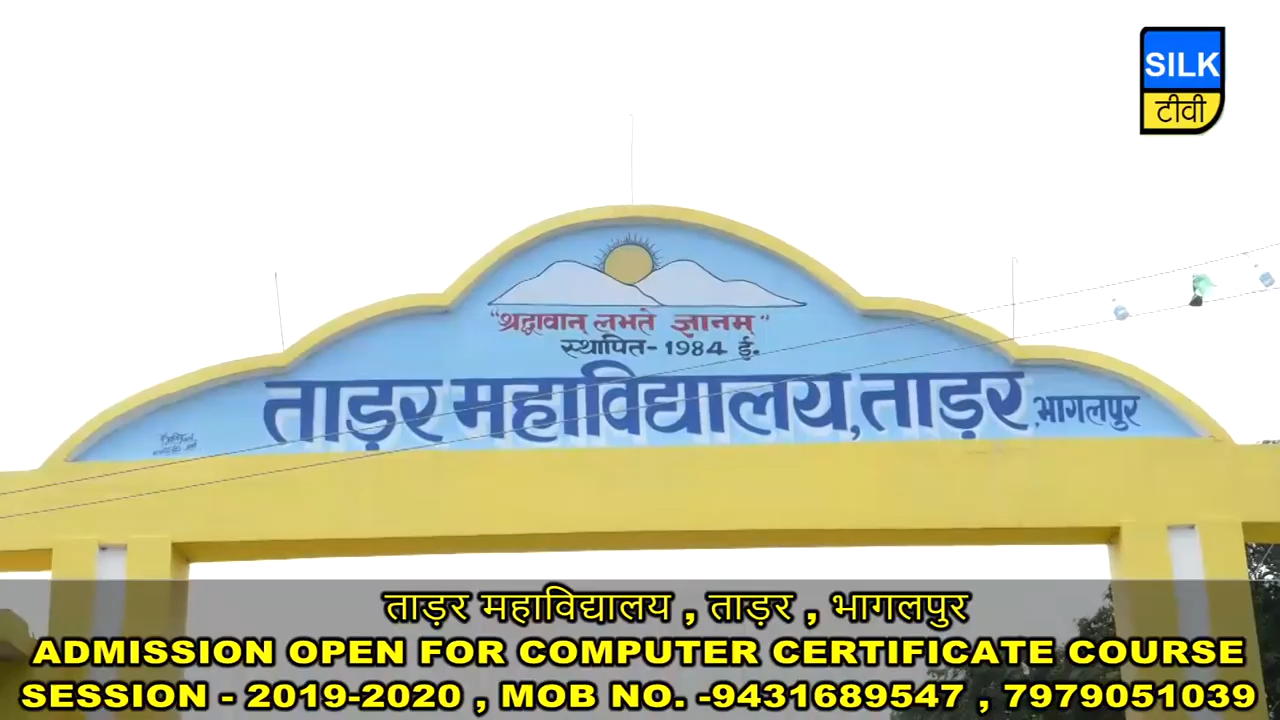 SILK
टीवी
"श्रद्धावान् लभते ज्ञानम्"
स्थापित- 1984 ई.
ताड़र महाविद्यालय, ताड़र, भागलपुर
ताड़र महाविद्यालय , ताड़र , भागलपुर
ADMISSION OPEN FOR COMPUTER CERTIFICATE COURSE
SESSION - 2019-2020 , MOB NO. -9431689547 , 7979051039